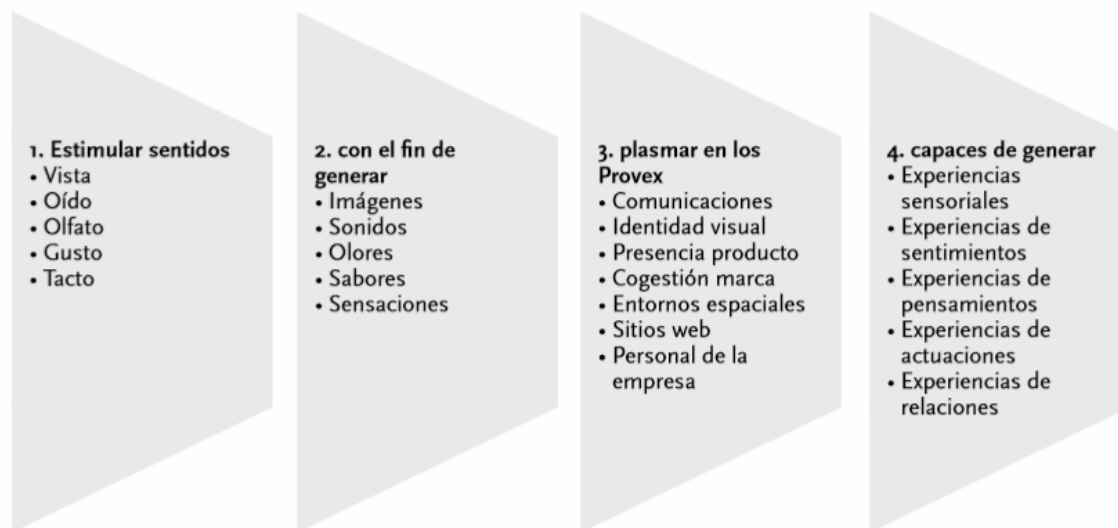 1. Estimular sentidos
• Vista
• Oído
• Olfato
• Gusto
• Tacto
2. con el fin de
generar
• Imágenes
• Sonidos
• Olores
• Sabores
• Sensaciones
3. plasmar en los
Provex
• Comunicaciones
• Identidad visual
• Presencia producto
• Cogestión marca
• Entornos espaciales
• Sitios web
• Personal de la
empresa
4. capaces de generar
• Experiencias
sensoriales
• Experiencias de
sentimientos
• Experiencias de
pensamientos
• Experiencias de
actuaciones
• Experiencias de
relaciones